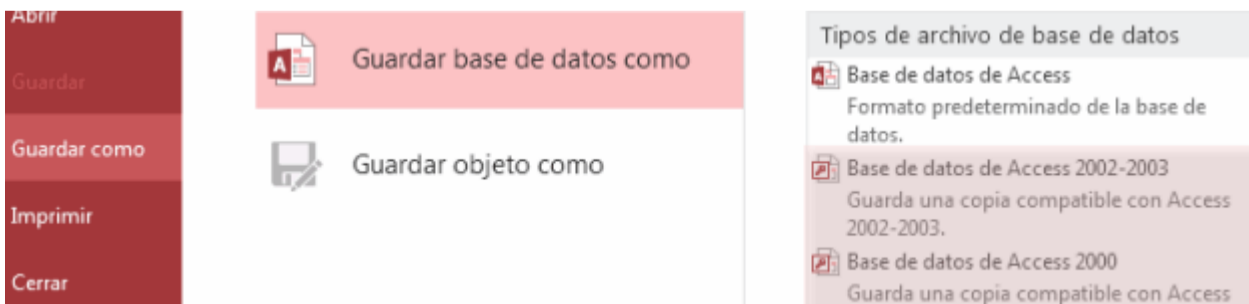 Abrir
Guardar
Guardar como
Imprimir
Cerrar
Guardar base de datos como
Guardar objeto como
Tipos de archivo de base de datos
Base de datos de Access
Formato predeterminado de la base de
datos.
Base de datos de Access 2002-2003
Guarda una copia compatible con Access
2002-2003.
Base de datos de Access 2000
Guarda una copia compatible con Access